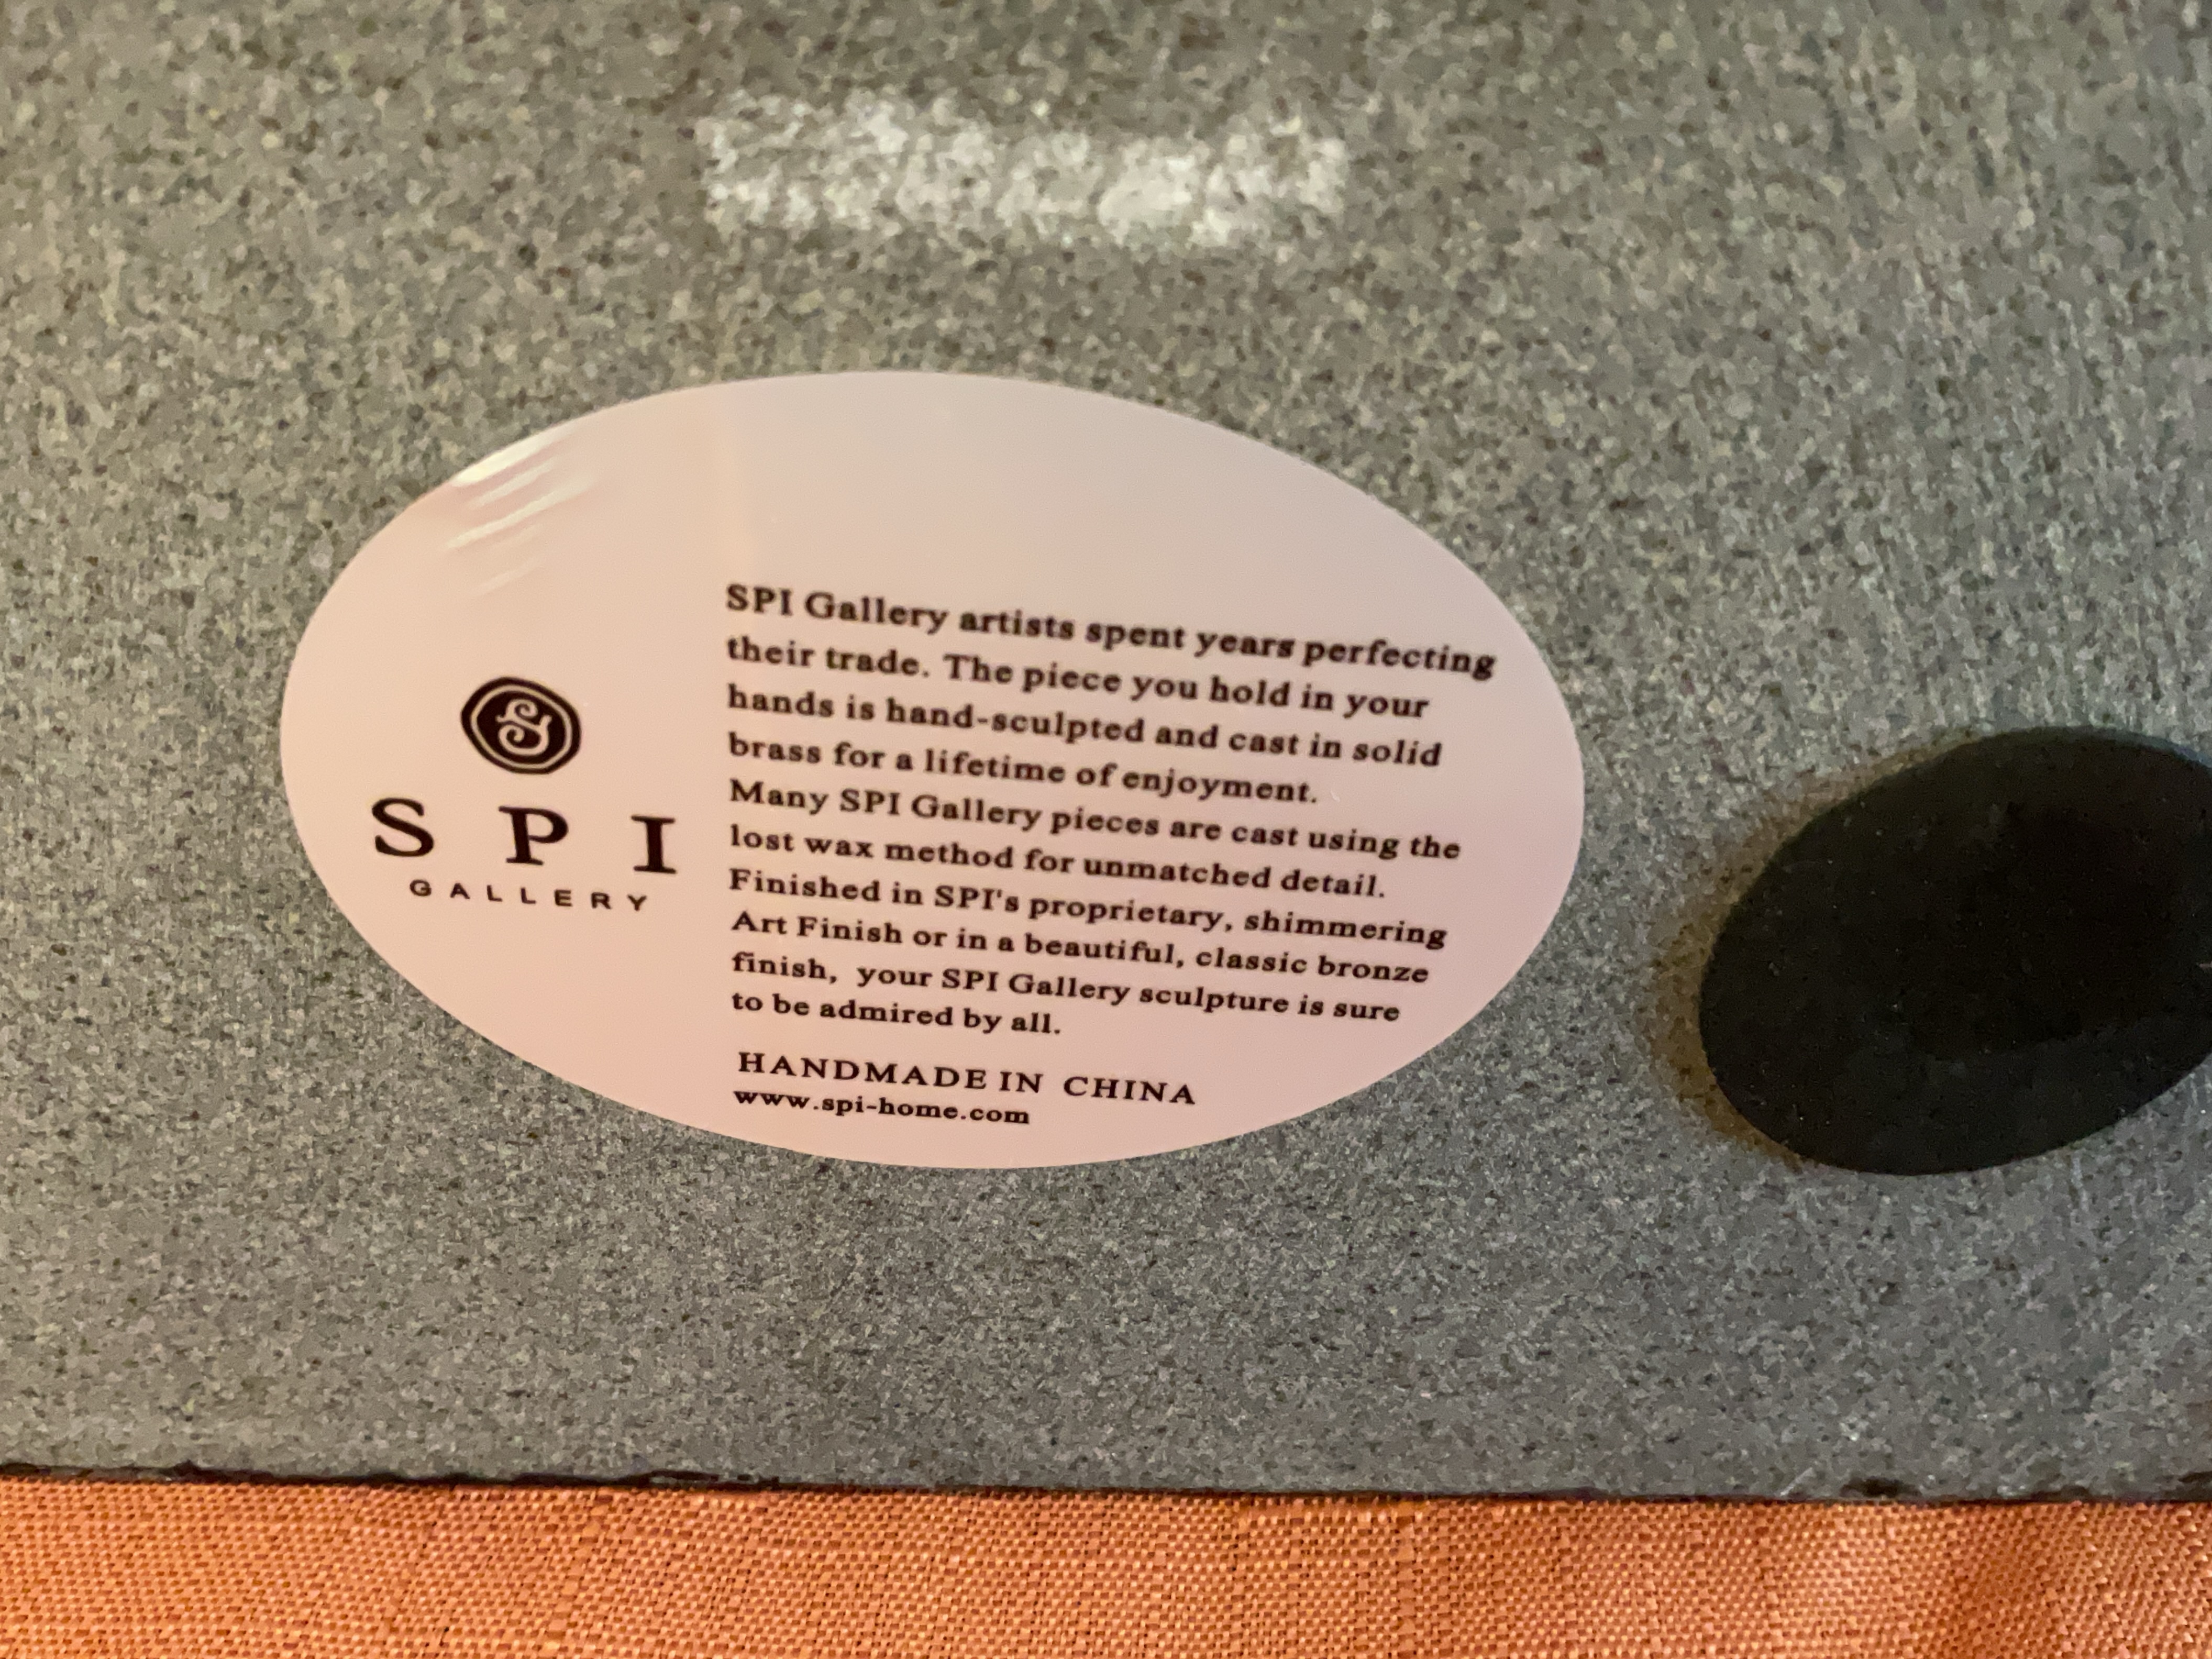 SPI Gallery artists spent years perfecting
their trade. The piece you hold in your
hands is hand-sculpted and cast in solid
brass for a lifetime of enjoyment.
Many SPI Gallery pieces are cast using the
lost wax method for unmatched detail.
Finished in SPI's proprietary, shimmering
Art Finish or in a beautiful, classic bronze
finish, your SPI Gallery sculpture is sure
to be admired by all.
HANDMADE IN CHINA
www.spi-home.com
S P I
GALLERY